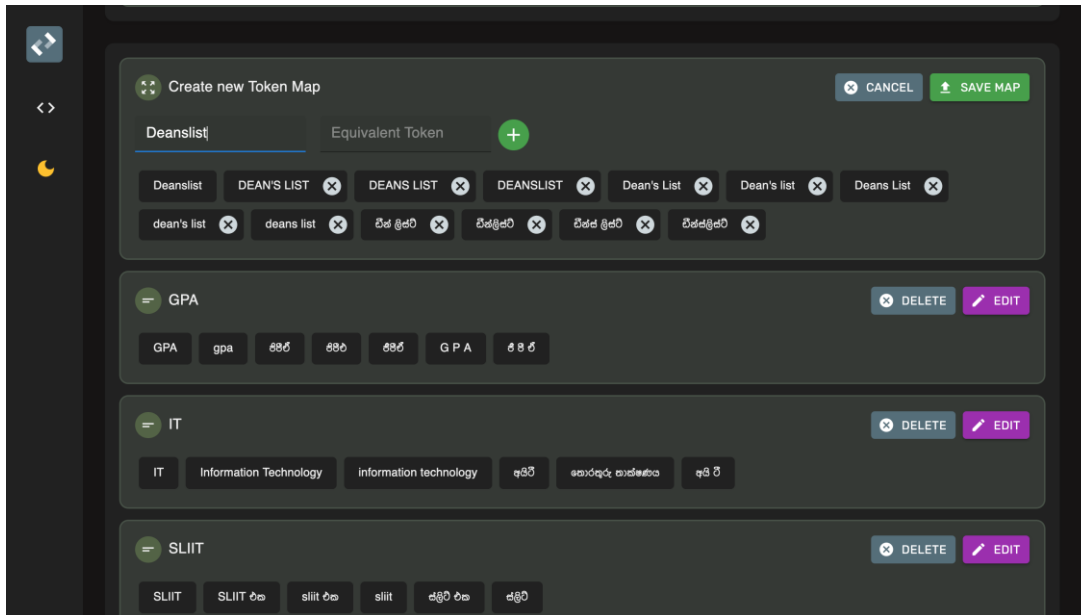 Create new Token Map
CANCEL SAVE MAP
Deanslist Equivalent Token
Deanslist DEAN'S LIST DEANS LIST DEANSLIST Dean's List Dean's list Deans List
dean's list deans list ඩීන් ලිස්ට් ඩීන්ලිස්ට් ඩීන්ස් ලිස්ට් ඩීන්ස්ලිස්ට්
GPA
DELETE EDIT
GPA gpa G P A
IT
DELETE EDIT
IT Information Technology information technology අයිටී තොරතුරු තාක්ෂණය අයි ටී
SLIIT
DELETE EDIT
SLIIT SLIIT එක sliit එක sliit ස්ලිට් එක ස්ලිට්